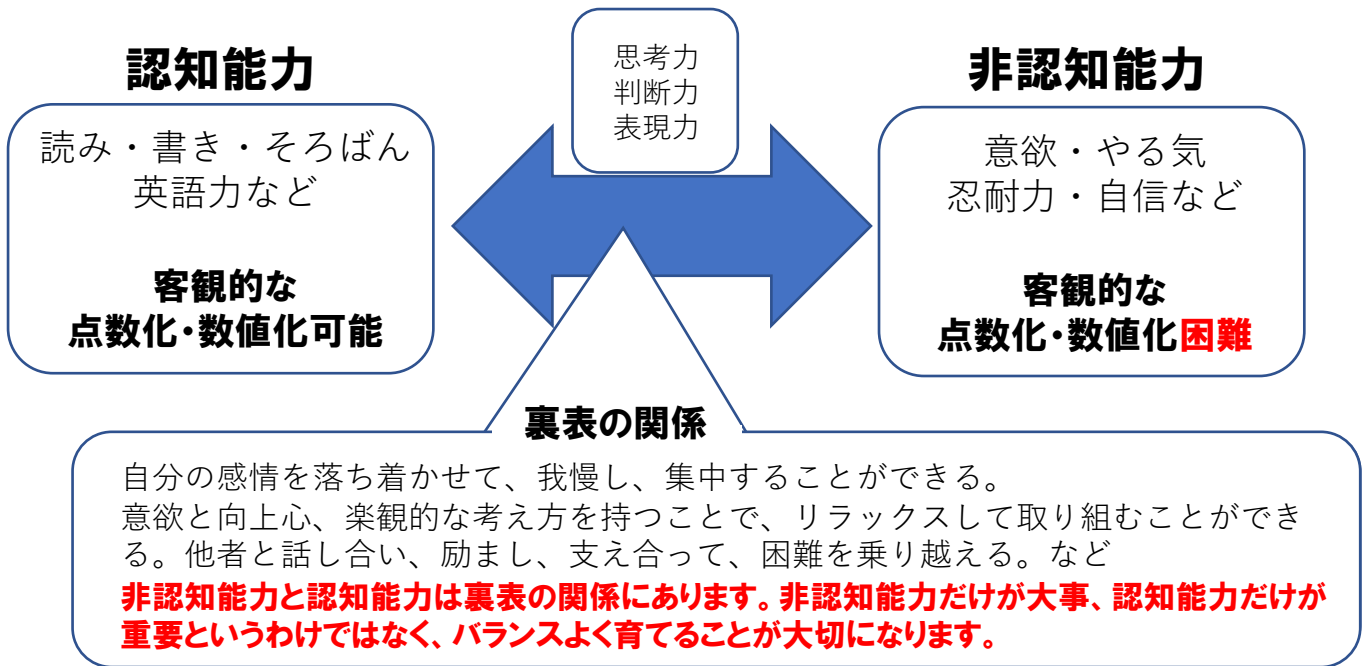 認知能力
読み・書き・そろばん
英語力など
客観的な
点数化・数値化可能
思考力
判断力
表現力
非認知能力
意欲・やる気
忍耐力・自信など
客観的な
点数化・数値化困難
裏表の関係
自分の感情を落ち着かせて、我慢し、集中することができる。
意欲と向上心、楽観的な考え方を持つことで、リラックスして取り組むことができ
る。他者と話し合い、励まし、支え合って、困難を乗り越える。など
非認知能力と認知能力は裏表の関係にあります。非認知能力だけが大事、認知能力だけが
重要というわけではなく、バランスよく育てることが大切になります。